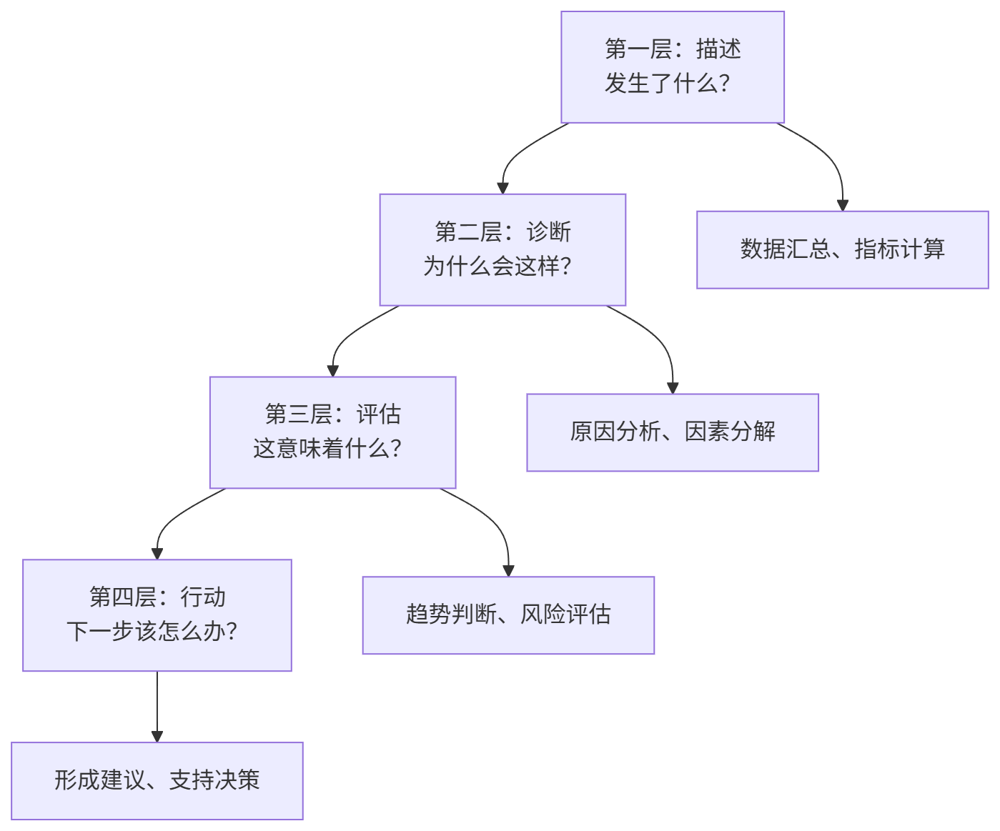 第一层：描述
发生了什么？
第二层：诊断
为什么会这样？
数据汇总、指标计算
第三层：评估
这意味着什么？
原因分析、因素分解
第四层：行动
下一步该怎么办？
趋势判断、风险评估
形成建议、支持决策